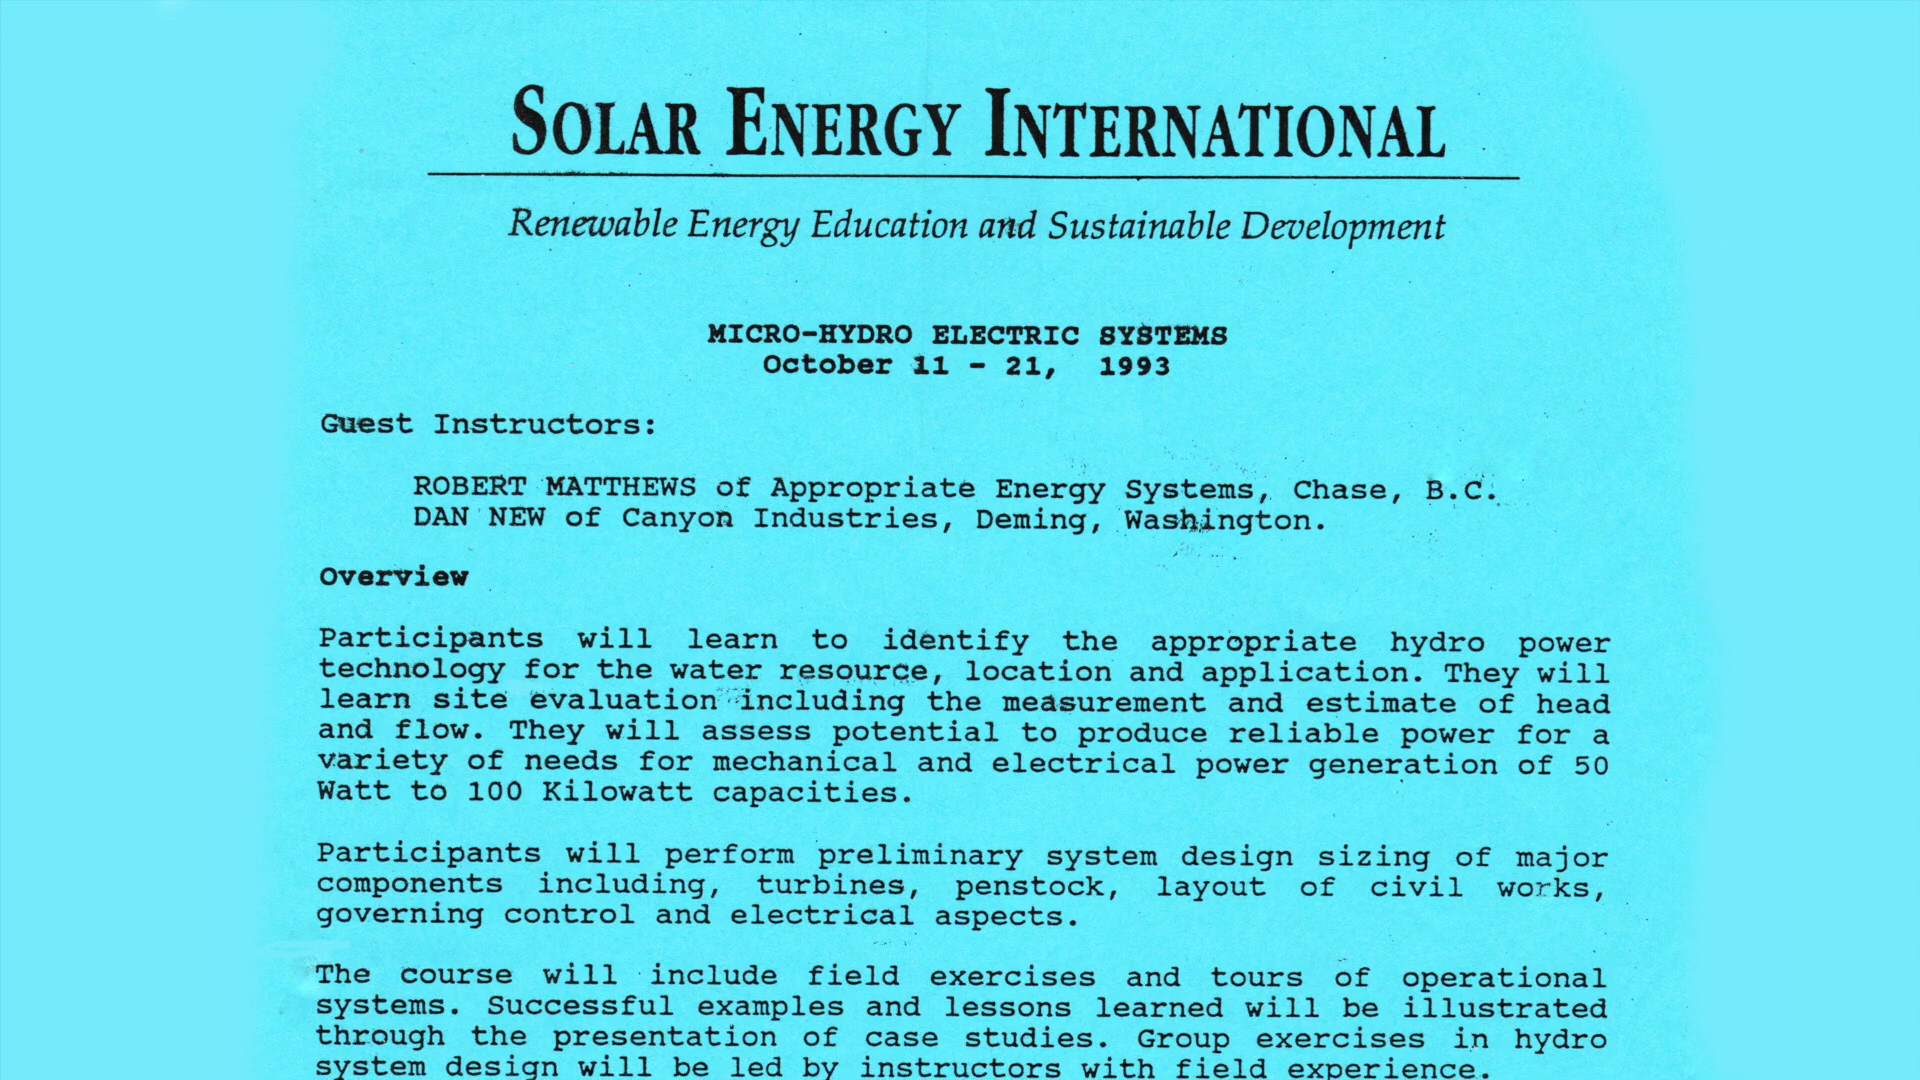 SOLAR ENERGY INTERNATIONAL
Renewable Energy Education and Sustainable Development
MICRO-HYDRO ELECTRIC SYSTEMS
October 11 - 21, 1993
Guest Instructors:
ROBERT MATTHEWS of Appropriate Energy Systems, Chase, B.C.
DAN NEW of Canyon Industries, Deming, Washington.
Overview
Participants will learn to identify the appropriate hydro power
technology for the water resource, location and application. They will
learn site evaluation including the measurement and estimate of head
and flow. They will assess potential to produce reliable power for a
variety of needs for mechanical and electrical power generation of 50
Watt to 100 Kilowatt capacities.
Participants will perform preliminary system design sizing of major
components including, turbines, penstock, layout of civil works,
governing control and electrical aspects.
The course will include field exercises and tours of operational
systems. Successful examples and lessons learned will be illustrated
through the presentation of case studies. Group exercises in hydro
system design will be led by instructors with field experience.